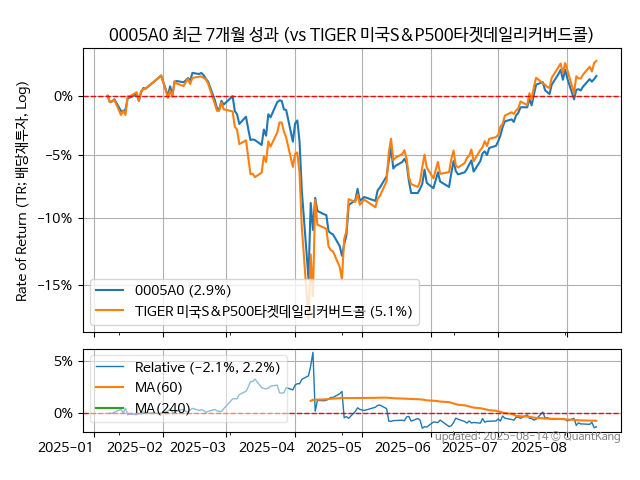 0005A0 최근 7개월 성과 (vs TIGER 미국S&P500타겟데일리커버드콜)
Rate of Return (TR: 배당재투자, Log)
0%
−5%
−10%
−15%
0005A0 (2.9%)
TIGER 미국S&P500타겟데일리커버드콜 (5.1%)
5%
0%
Relative (−2.1%, 2.2%)
MA(60)
MA(240)
2025-01 2025-02 2025-03 2025-04 2025-05 2025-06 2025-07 2025-08
updated: 2025-08-14 © QuantKang